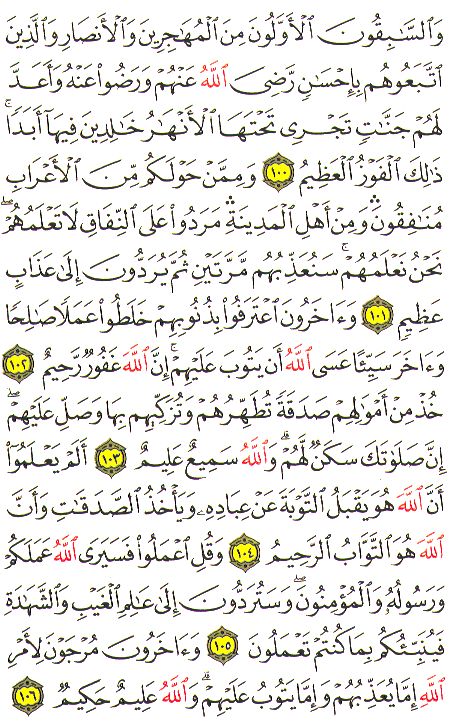 وَٱلسَّـٰبِقُونَ ٱلْأَوَّلُونَ مِنَ ٱلْمُهَـٰجِرِينَ وَٱلْأَنصَارِ وَٱلَّذِينَ
ٱتَّبَعُوهُم بِإِحْسَـٰنٍ رَّضِىَ ٱللَّهُ عَنْهُمْ وَرَضُوا۟ عَنْهُ وَأَعَدَّ
لَهُمْ جَنَّـٰتٍ تَجْرِى تَحْتَهَا ٱلْأَنْهَـٰرُ خَـٰلِدِينَ فِيهَآ أَبَدًا ۚ
ذَٰلِكَ ٱلْفَوْزُ ٱلْعَظِيمُ ١٠٠ وَمِمَّنْ حَوْلَكُم مِّنَ ٱلْأَعْرَابِ
مُنَـٰفِقُونَ ۖ وَمِنْ أَهْلِ ٱلْمَدِينَةِ ۛ مَرَدُوا۟ عَلَى ٱلنِّفَاقِ لَا تَعْلَمُهُمْ ۖ
نَحْنُ نَعْلَمُهُمْ ۚ سَنُعَذِّبُهُم مَّرَّتَيْنِ ثُمَّ يُرَدُّونَ إِلَىٰ عَذَابٍ
عَظِيمٍ ١٠١ وَءَاخَرُونَ ٱعْتَرَفُوا۟ بِذُنُوبِهِمْ خَلَطُوا۟ عَمَلًا صَـٰلِحًا
وَءَاخَرَ سَيِّئًا عَسَى ٱللَّهُ أَن يَتُوبَ عَلَيْهِمْ ۚ إِنَّ ٱللَّهَ غَفُورٌ رَّحِيمٌ ١٠٢
خُذْ مِنْ أَمْوَٰلِهِمْ صَدَقَةً تُطَهِّرُهُمْ وَتُزَكِّيهِم بِهَا وَصَلِّ عَلَيْهِمْ ۖ
إِنَّ صَلَوٰتَكَ سَكَنٌ لَّهُمْ ۗ وَٱللَّهُ سَمِيعٌ عَلِيمٌ ١٠٣ أَلَمْ يَعْلَمُوٓا۟
أَنَّ ٱللَّهَ هُوَ يَقْبَلُ ٱلتَّوْبَةَ عَنْ عِبَادِهِۦ وَيَأْخُذُ ٱلصَّدَقَـٰتِ وَأَنَّ
ٱللَّهَ هُوَ ٱلتَّوَّابُ ٱلرَّحِيمُ ١٠٤ وَقُلِ ٱعْمَلُوا۟ فَسَيَرَى ٱللَّهُ عَمَلَكُمْ
وَرَسُولُهُۥ وَٱلْمُؤْمِنُونَ ۖ وَسَتُرَدُّونَ إِلَىٰ عَـٰلِمِ ٱلْغَيْبِ وَٱلشَّهَـٰدَةِ
فَيُنَبِّئُكُم بِمَا كُنتُمْ تَعْمَلُونَ ١٠٥ وَءَاخَرُونَ مُرْجَوْنَ لِأَمْرِ
ٱللَّهِ إِمَّا يُعَذِّبُهُمْ وَإِمَّا يَتُوبُ عَلَيْهِمْ ۗ وَٱللَّهُ عَلِيمٌ حَكِيمٌ ١٠٦